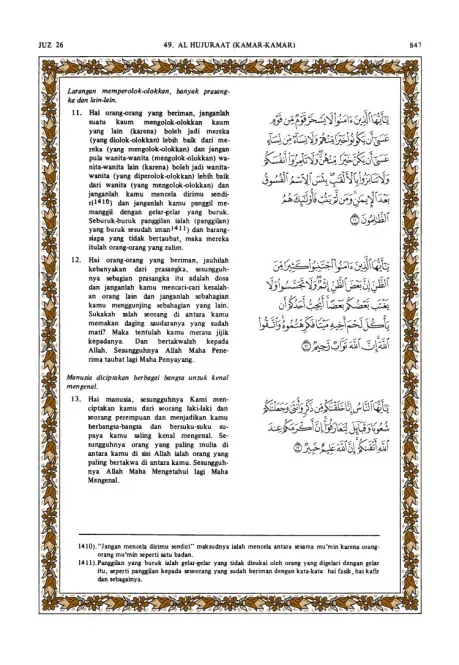 JUZ 26
49. AL HUJURAAT (KAMAR-KAMAR)
847
Larangan memperolok-olokkan, banyak prasang-
ka dan lain-lain.
11. Hai orang-orang yang beriman, janganlah
suatu kaum mengolok-olokkan kaum
yang lain (karena) boleh jadi mereka
(yang diolok-olokkan) lebih baik dari me-
reka (yang mengolok-olokkan) dan jangan
pula wanita-wanita (mengolok-olokkan) wa-
nita-wanita lain (karena) boleh jadi wanita-
wanita (yang diperolok-olokkan) lebih baik
dari wanita (yang mengolok-olokkan) dan
janganlah kamu mencela dirimu sendi-
ri1410) dan janganlah kamu panggil me-
manggil dengan gelar-gelar yang buruk.
Seburuk-buruk panggilan ialah (panggilan)
yang buruk sesudah iman1411) dan barang-
siapa yang tidak bertaubat, maka mereka
itulah orang-orang yang zalim.
12. Hai orang-orang yang beriman, jauhilah
kebanyakan dari prasangka, sesungguh-
nya sebagian prasangka itu adalah dosa
dan janganlah kamu mencari-cari kesalah-
an orang lain dan janganlah sebahagian
kamu menggunjing sebahagian yang lain.
Sukakah salah seorang di antara kamu
memakan daging saudaranya yang sudah
mati? Maka tentulah kamu merasa jijik
kepadanya. Dan bertakwalah kepada
Allah. Sesungguhnya Allah Maha Pene-
rima taubat lagi Maha Penyayang.
Manusia diciptakan berbagai bangsa untuk kenal
mengenal.
13. Hai manusia, sesungguhnya Kami men-
ciptakan kamu dari seorang laki-laki dan
seorang perempuan dan menjadikan kamu
berbangsa-bangsa dan bersuku-suku su-
paya kamu saling kenal mengenal. Se-
sungguhnya orang yang paling mulia di
antara kamu di sisi Allah ialah orang yang
paling bertakwa di antara kamu. Sesungguh-
nya Allah Maha Mengetahui lagi Maha
Mengenal.
يَٰٓأَيُّهَا ٱلَّذِينَ ءَامَنُوا۟ لَا يَسْخَرْ قَوْمٌ مِّن قَوْمٍ
عَسَىٰٓ أَن يَكُونُوا۟ خَيْرًا مِّنْهُمْ وَلَا نِسَآءٌ مِّن نِّسَآءٍ
عَسَىٰٓ أَن يَكُنَّ خَيْرًا مِّنْهُنَّ وَلَا تَلْمِزُوٓا۟ أَنفُسَكُمْ
وَلَا تَنَابَزُوا۟ بِٱلْأَلْقَٰبِ بِئْسَ ٱلِٱسْمُ ٱلْفُسُوقُ
بَعْدَ ٱلْإِيمَٰنِ وَمَن لَّمْ يَتُبْ فَأُو۟لَٰٓئِكَ هُمُ
ٱلظَّٰلِمُونَ ⑪
يَٰٓأَيُّهَا ٱلَّذِينَ ءَامَنُوا۟ ٱجْتَنِبُوا۟ كَثِيرًا مِّنَ
ٱلظَّنِّ إِنَّ بَعْضَ ٱلظَّنِّ إِثْمٌ وَلَا تَجَسَّسُوا۟ وَلَا
يَغْتَب بَّعْضُكُم بَعْضًا أَيُحِبُّ أَحَدُكُمْ أَن
يَأْكُلَ لَحْمَ أَخِيهِ مَيْتًا فَكَرِهْتُمُوهُ وَٱتَّقُوا۟
ٱللَّهَ إِنَّ ٱللَّهَ تَوَّابٌ رَّحِيمٌ ⑫
يَٰٓأَيُّهَا ٱلنَّاسُ إِنَّا خَلَقْنَٰكُم مِّن ذَكَرٍ وَأُنثَىٰ وَجَعَلْنَٰكُمْ
شُعُوبًا وَقَبَآئِلَ لِتَعَارَفُوٓا۟ إِنَّ أَكْرَمَكُمْ عِندَ
ٱللَّهِ أَتْقَىٰكُمْ إِنَّ ٱللَّهَ عَلِيمٌ خَبِيرٌ ⑬
1410). "Jangan mencela dirimu sendiri" maksudnya ialah mencela antara sesama mu'min karena orang-
orang mu'min seperti satu badan.
1411). Panggilan yang buruk ialah gelar-gelar yang tidak disukai oleh orang yang digelari dengan gelar
itu, seperti panggilan kepada seseorang yang sudah beriman dengan kata-kata: hai fasik, hai kafir
dan sebagainya.